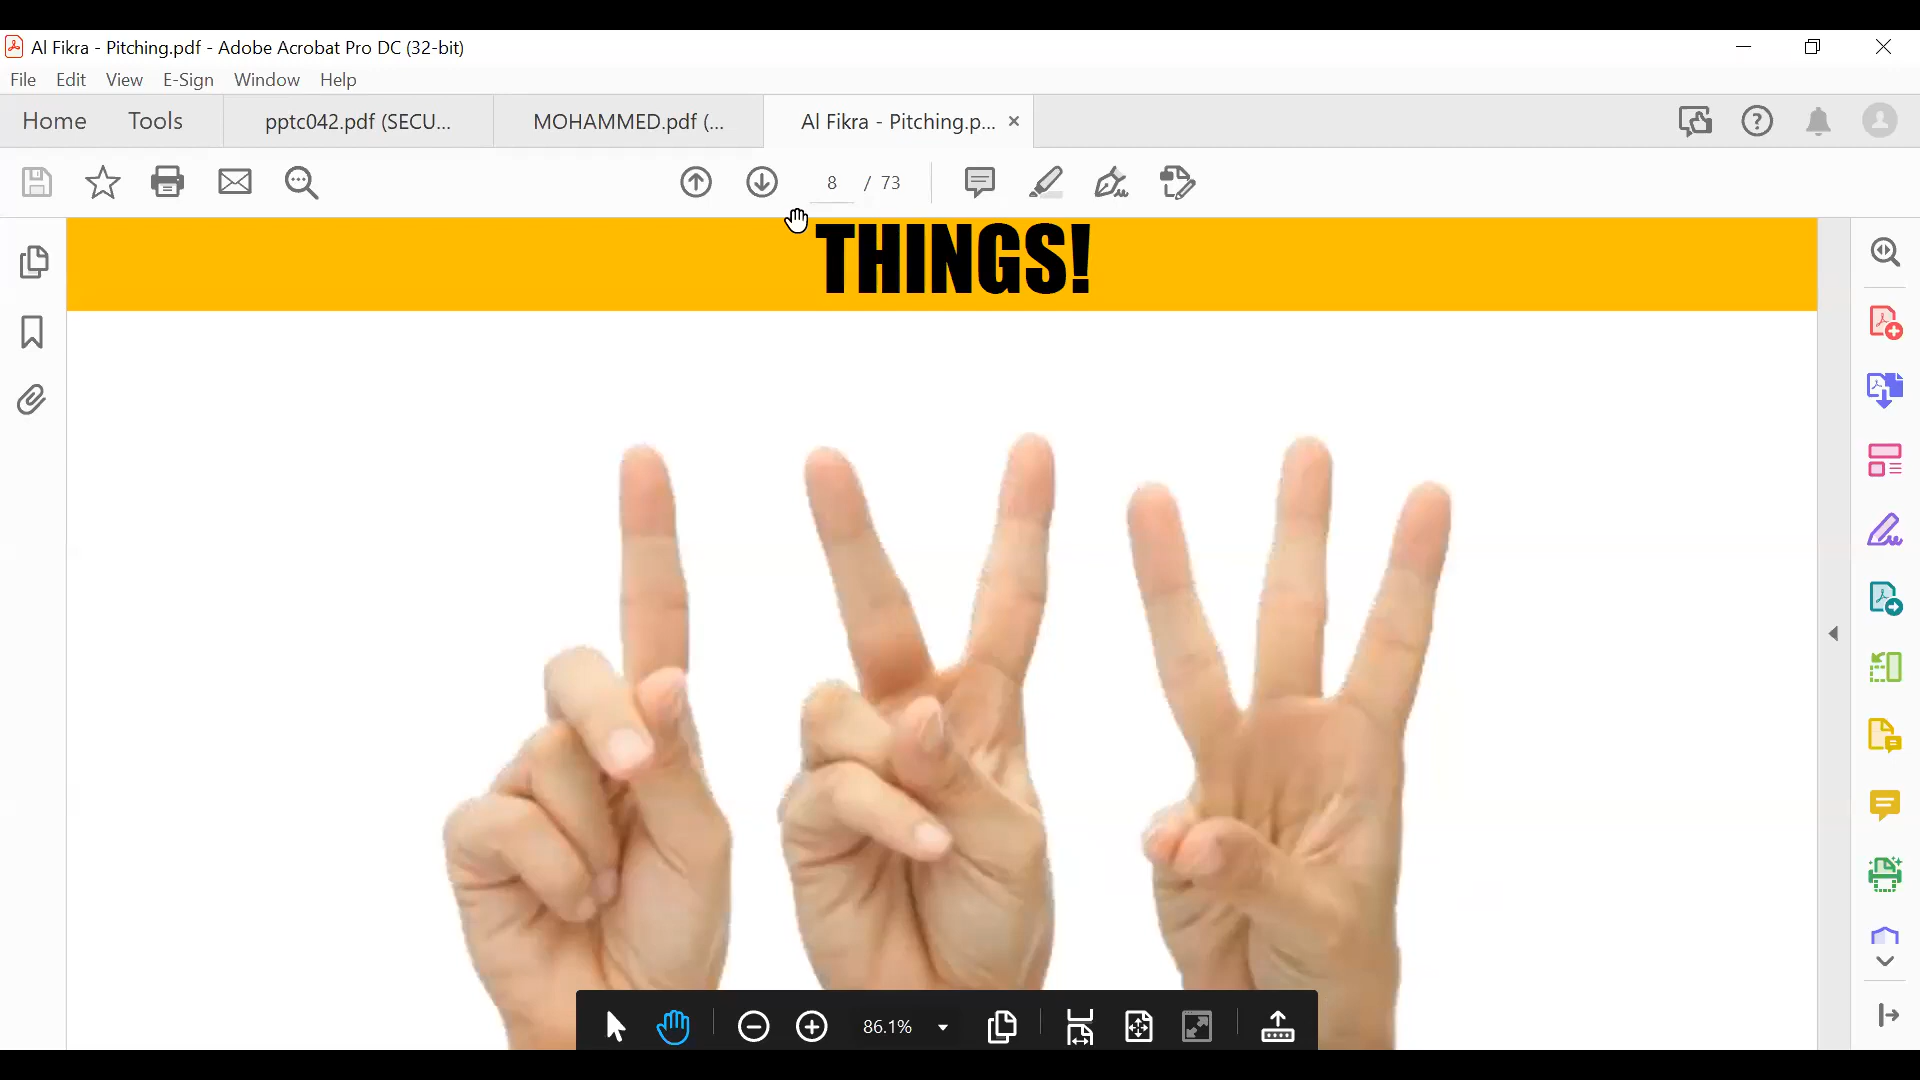 Al Fikra - Pitching.pdf - Adobe Acrobat Pro DC (32-bit)
File Edit View E-Sign Window Help
Home Tools pptc042.pdf (SECU... MOHAMMED.pdf (... Al Fikra - Pitching.p...
8 / 73
THINGS!
86.1%